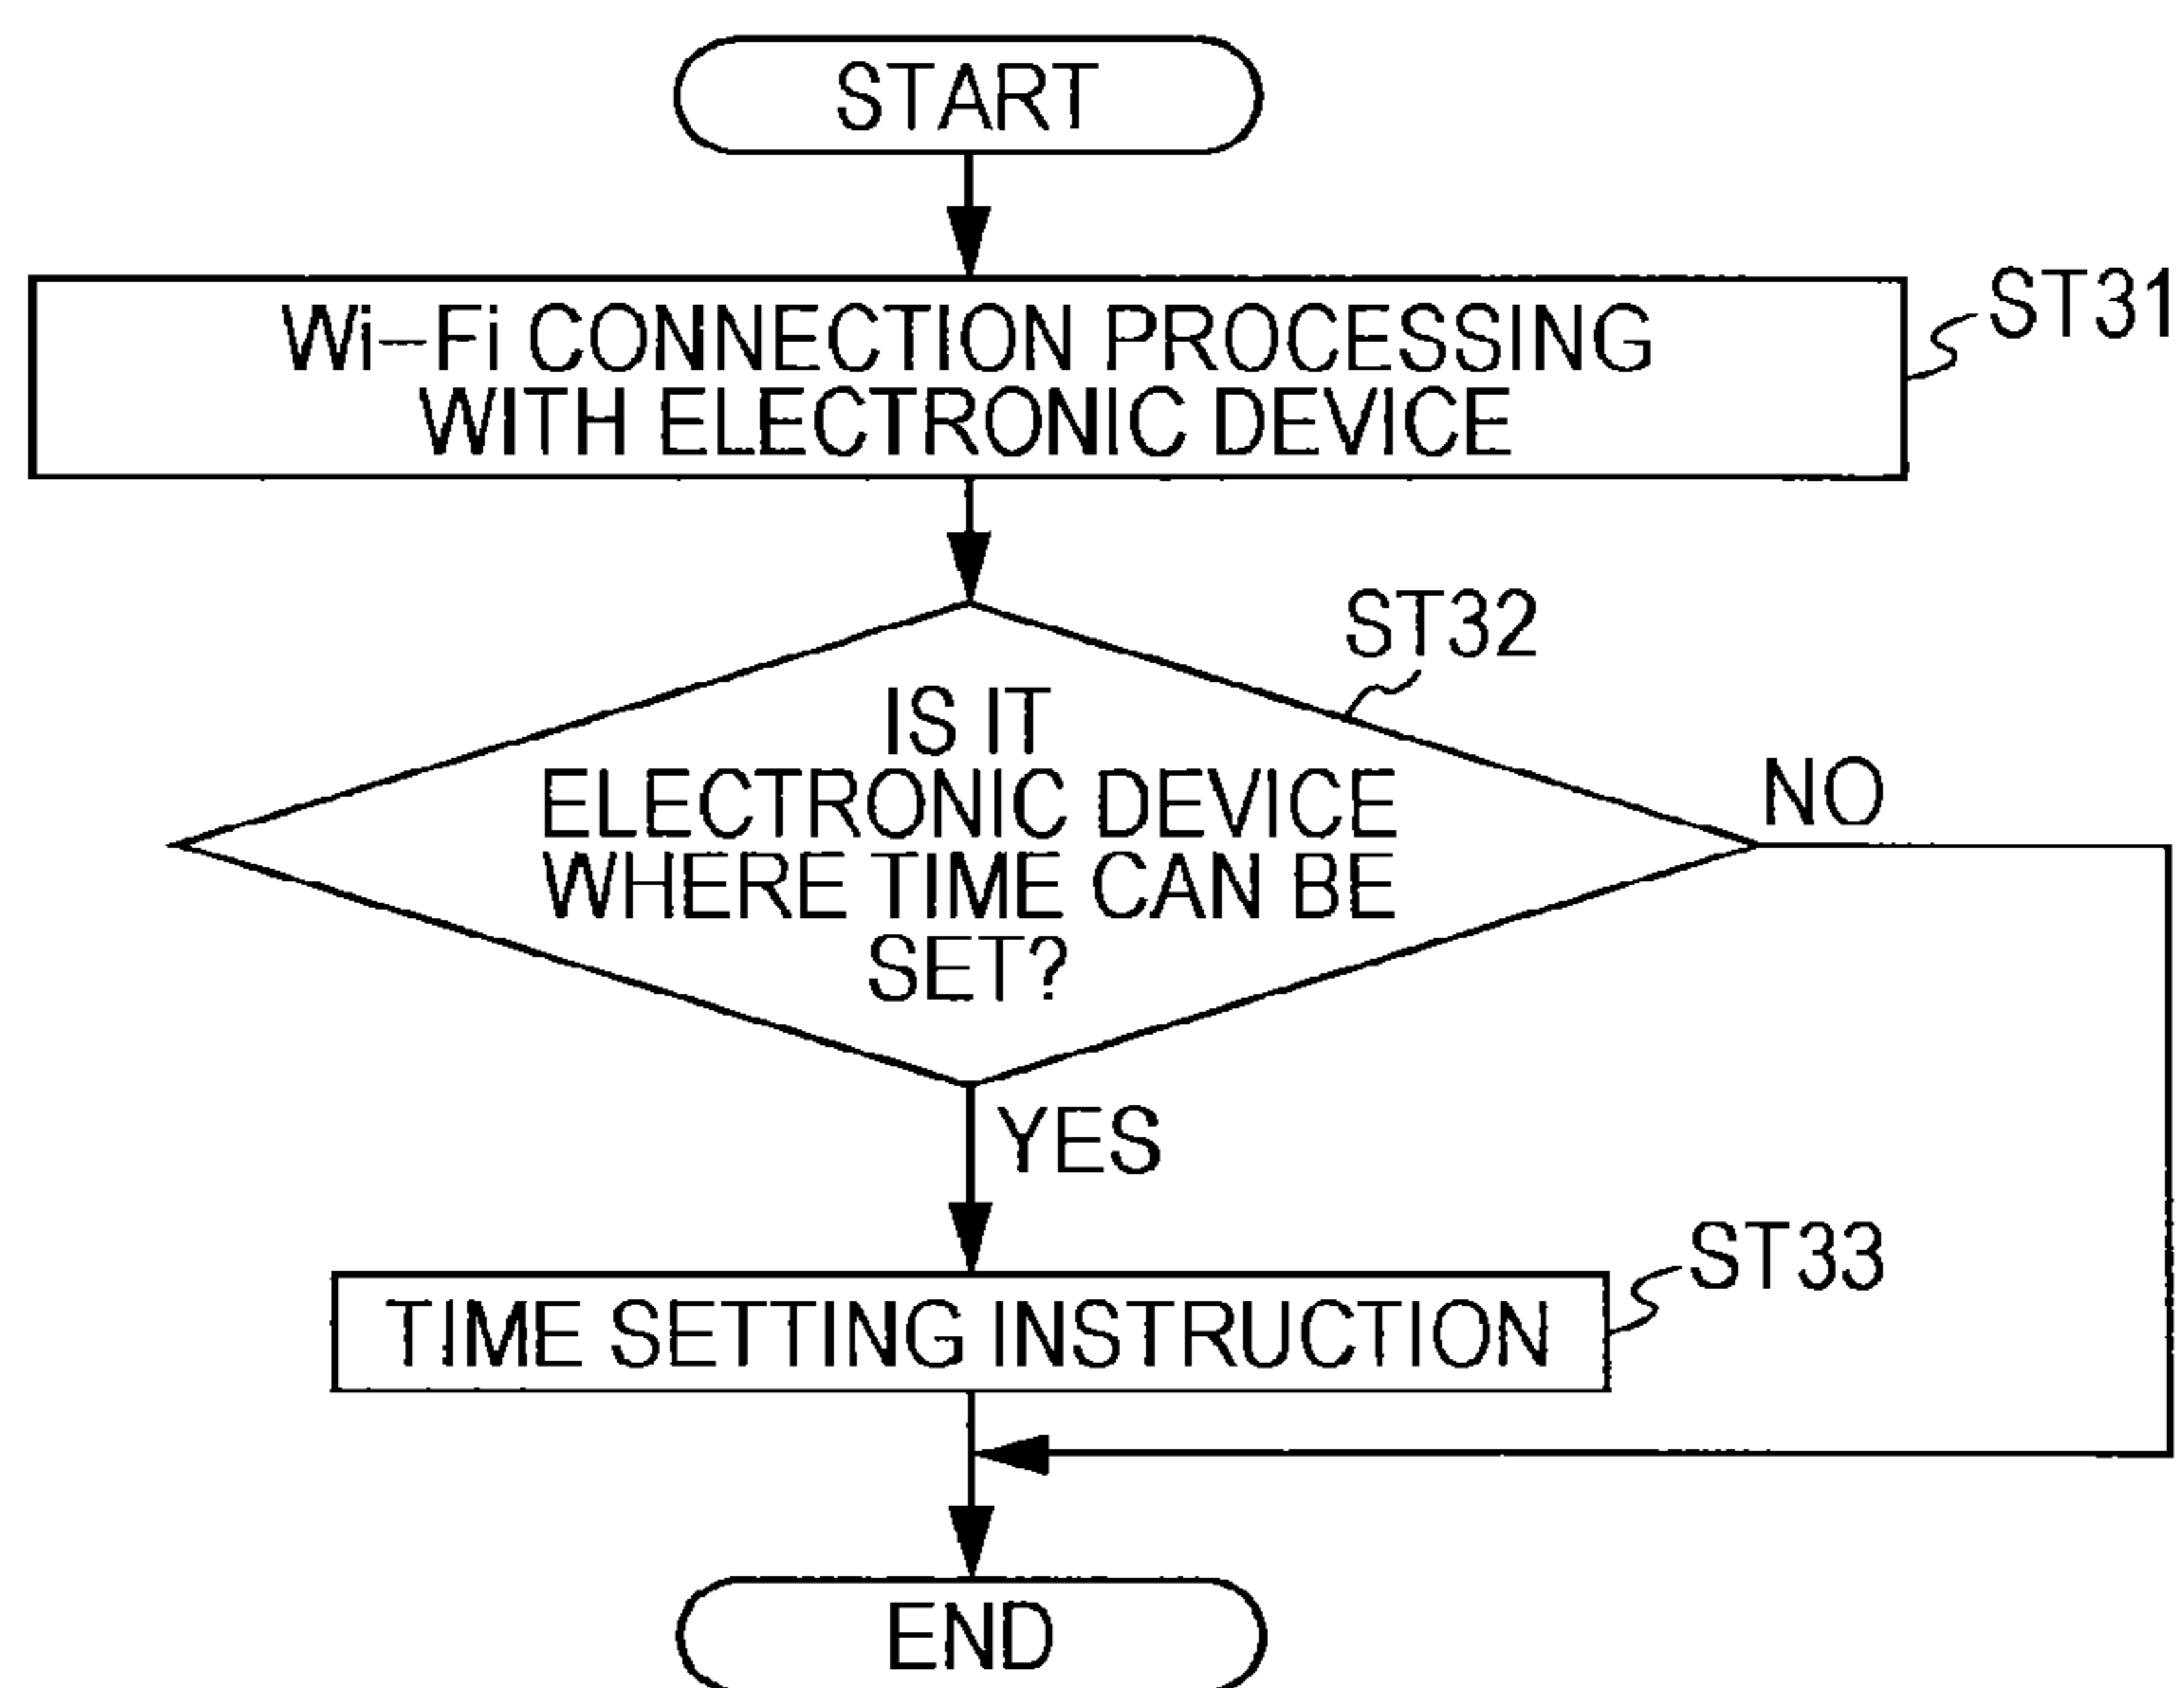 START
Wi-Fi CONNECTION PROCESSING
WITH ELECTRONIC DEVICE
ST31
ST32
IS IT
ELECTRONIC DEVICE
WHERE TIME CAN BE
SET?
NO
YES
ST33
TIME SETTING INSTRUCTION
END